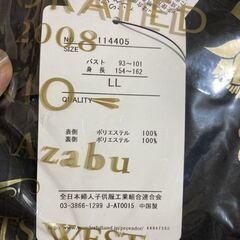 RAFIELD
2008
No. 114405
SIZE
バスト 93～101
身長 154～162
LL
QUALITY
zabu
表側 ポリエステル 100%
裏側 ポリエステル 100%
全日本婦人子供服工業組合連合会
03-3866-1299 J-AT0015 中国製
WEST